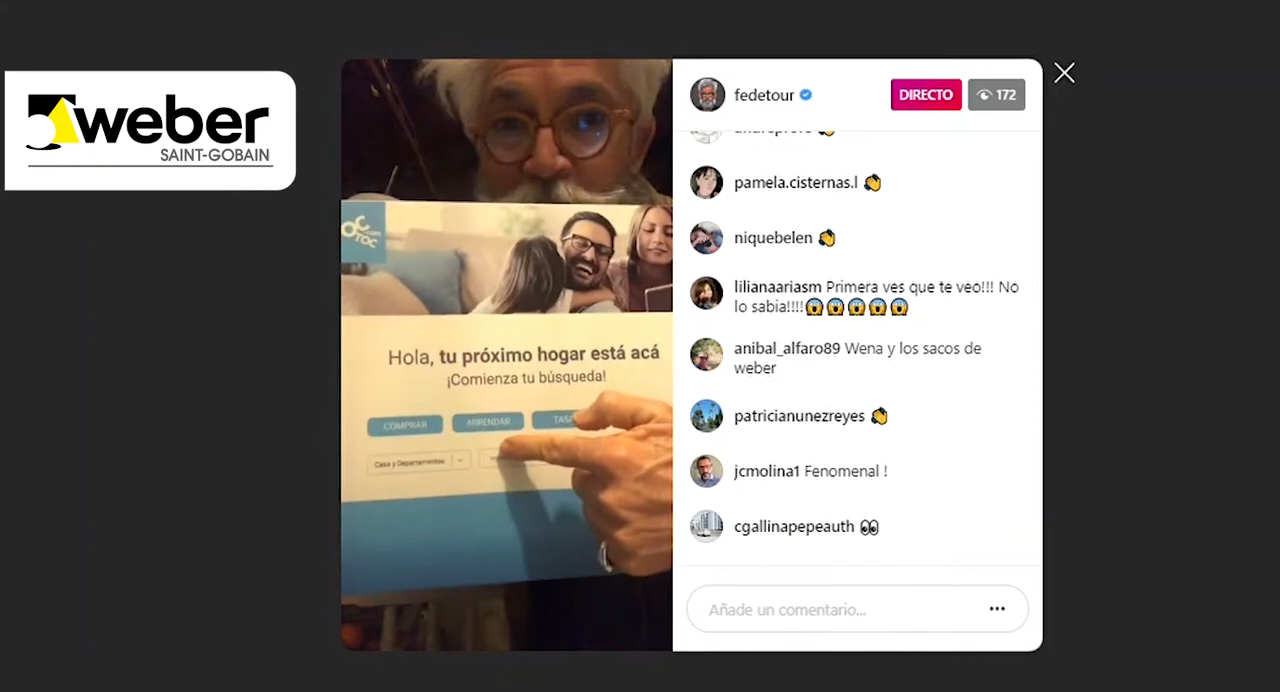 weber
SAINT-GOBAIN
fedetour
DIRECTO
172
pamela.cisternas.l 👏
niquebelen 👏
lilianaariasm Primera ves que te veo!!! No
lo sabia!!!!😱😱😱😱😱
anibal_alfaro89 Wena y los sacos de
weber
patricianunezreyes 👏
jcmolina1 Fenomenal !
cgallinapepeauth 👀
Añade un comentario...
.com
TOC
Hola, tu próximo hogar está acá
¡Comienza tu búsqueda!
COMPRAR
ARRENDAR
Casa y Departamentos